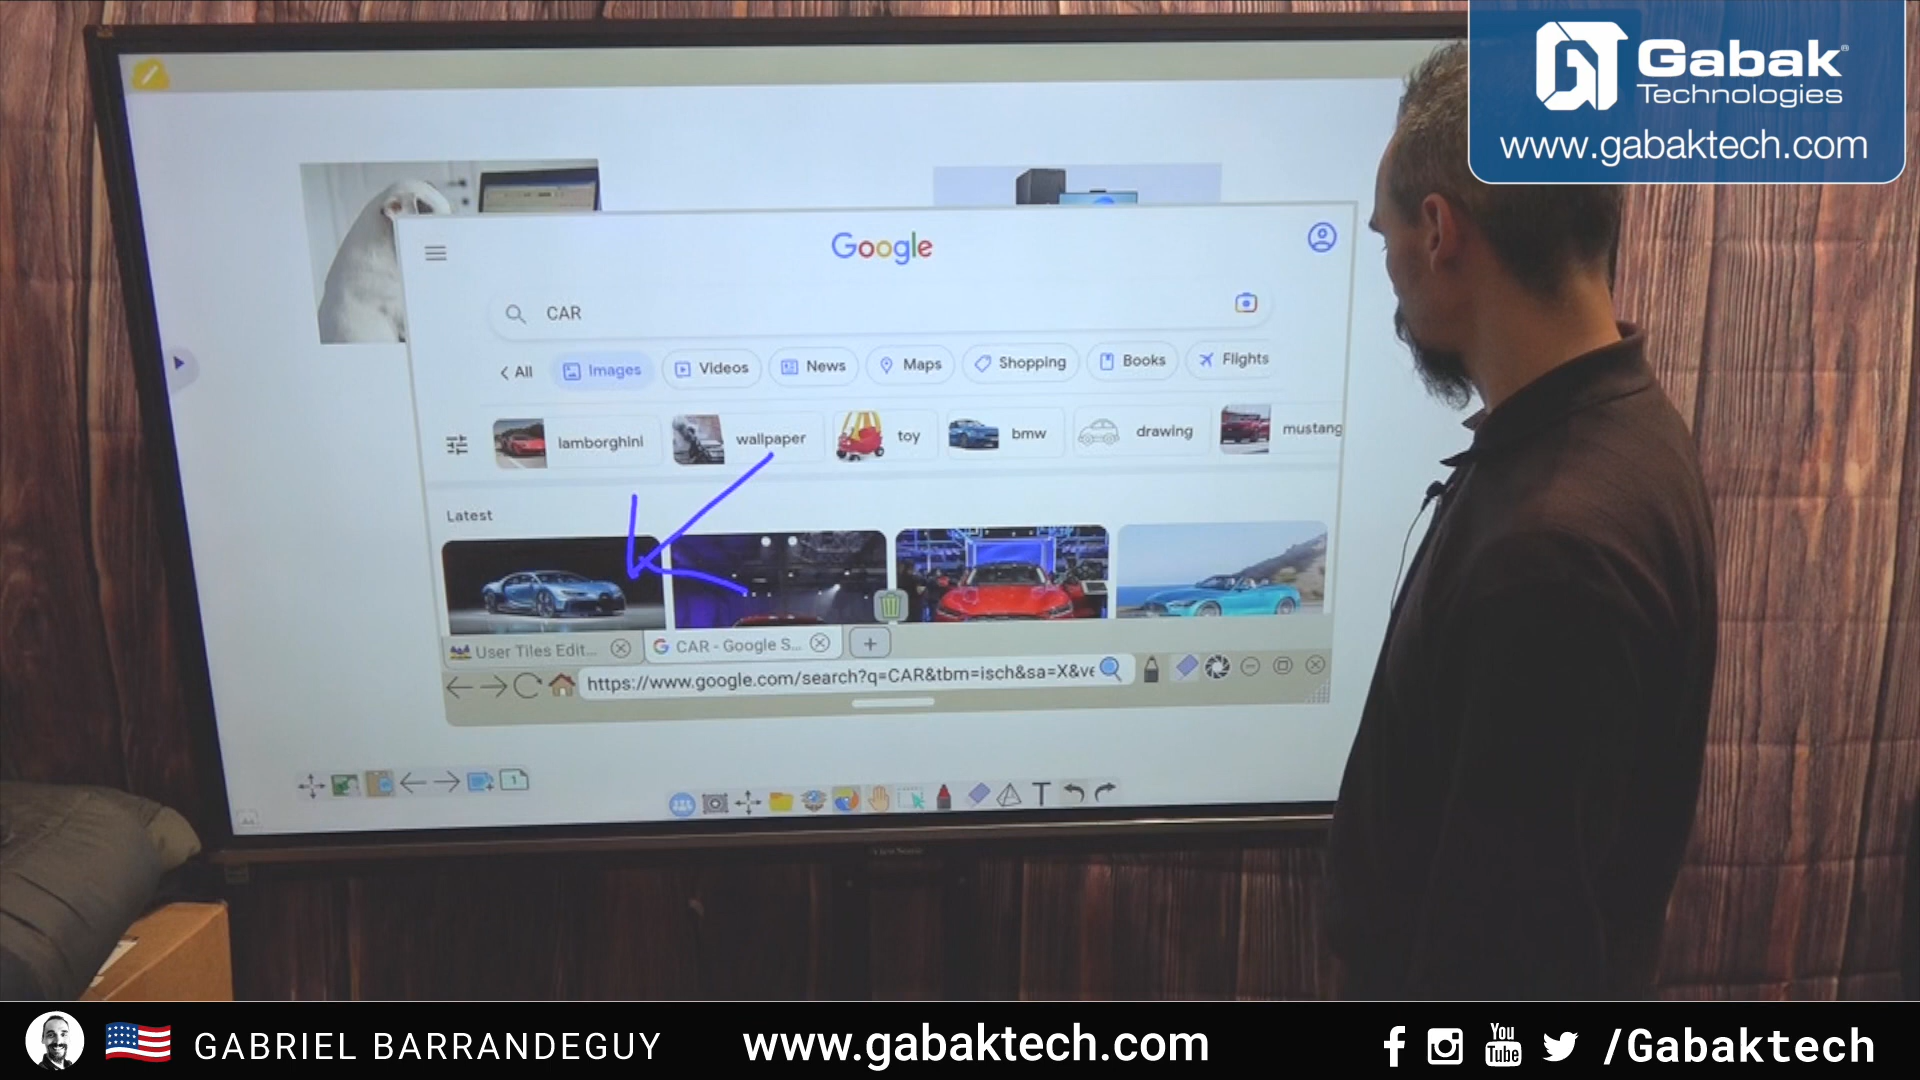 Gabak
Technologies
www.gabaktech.com
Google
CAR
All
Images
Videos
News
Maps
Shopping
Books
Flights
lamborghini
wallpaper
toy
bmw
drawing
mustang
Latest
User Tiles Edit...
CAR - Google S...
+
https://www.google.com/search?q=CAR&tbm=isch&sa=X&ve
1
T
ViewSonic
GABRIEL BARRANDEGUY
www.gabaktech.com
You
Tube
/Gabaktech